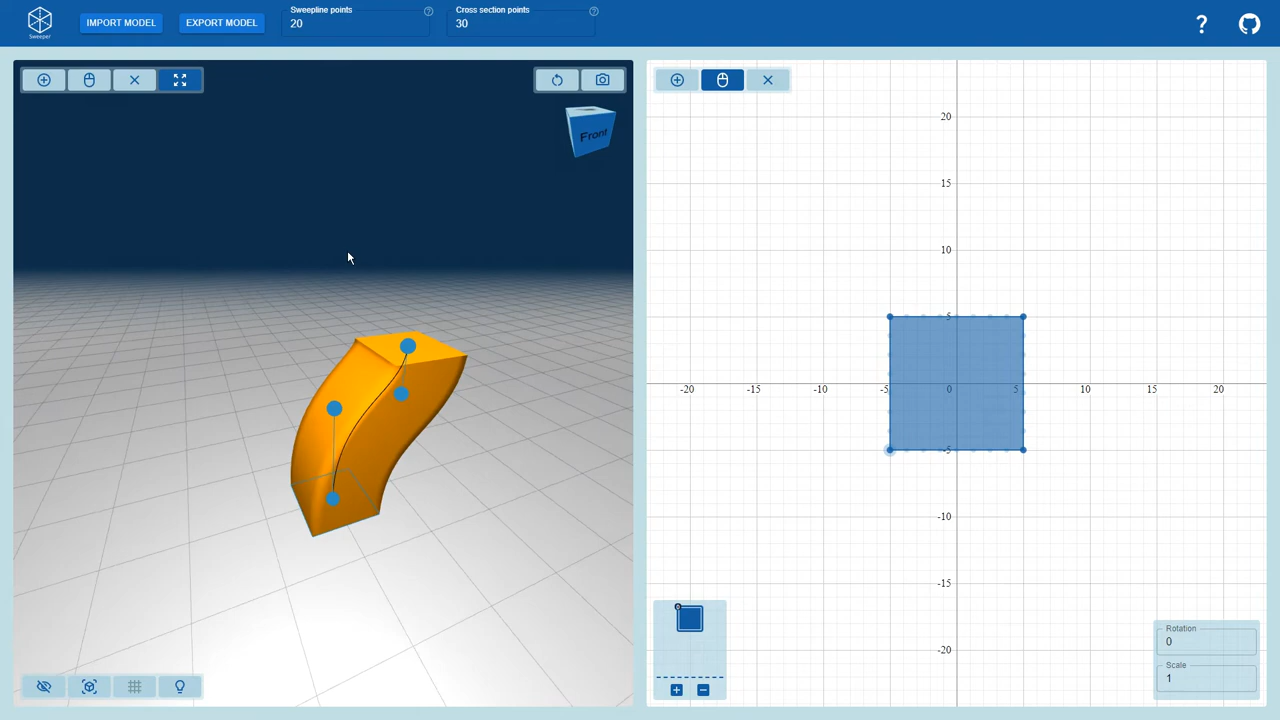 Sweeper
IMPORT MODEL
EXPORT MODEL
Sweepline points
20
Cross section points
30
?
Front
20
15
10
5
-20
-15
-10
-5
0
5
10
15
20
-5
-10
-15
-20
0
Rotation
0
Scale
1